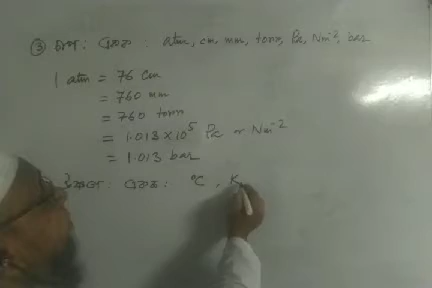 ③ চাপ: একক: atm, cm, mm, torr, Pa, Nm⁻², bar
1 atm = 76 cm
= 760 mm
= 760 torr
= 1.013×10⁵ Pa or Nm⁻²
= 1.013 bar
একক: °C, K